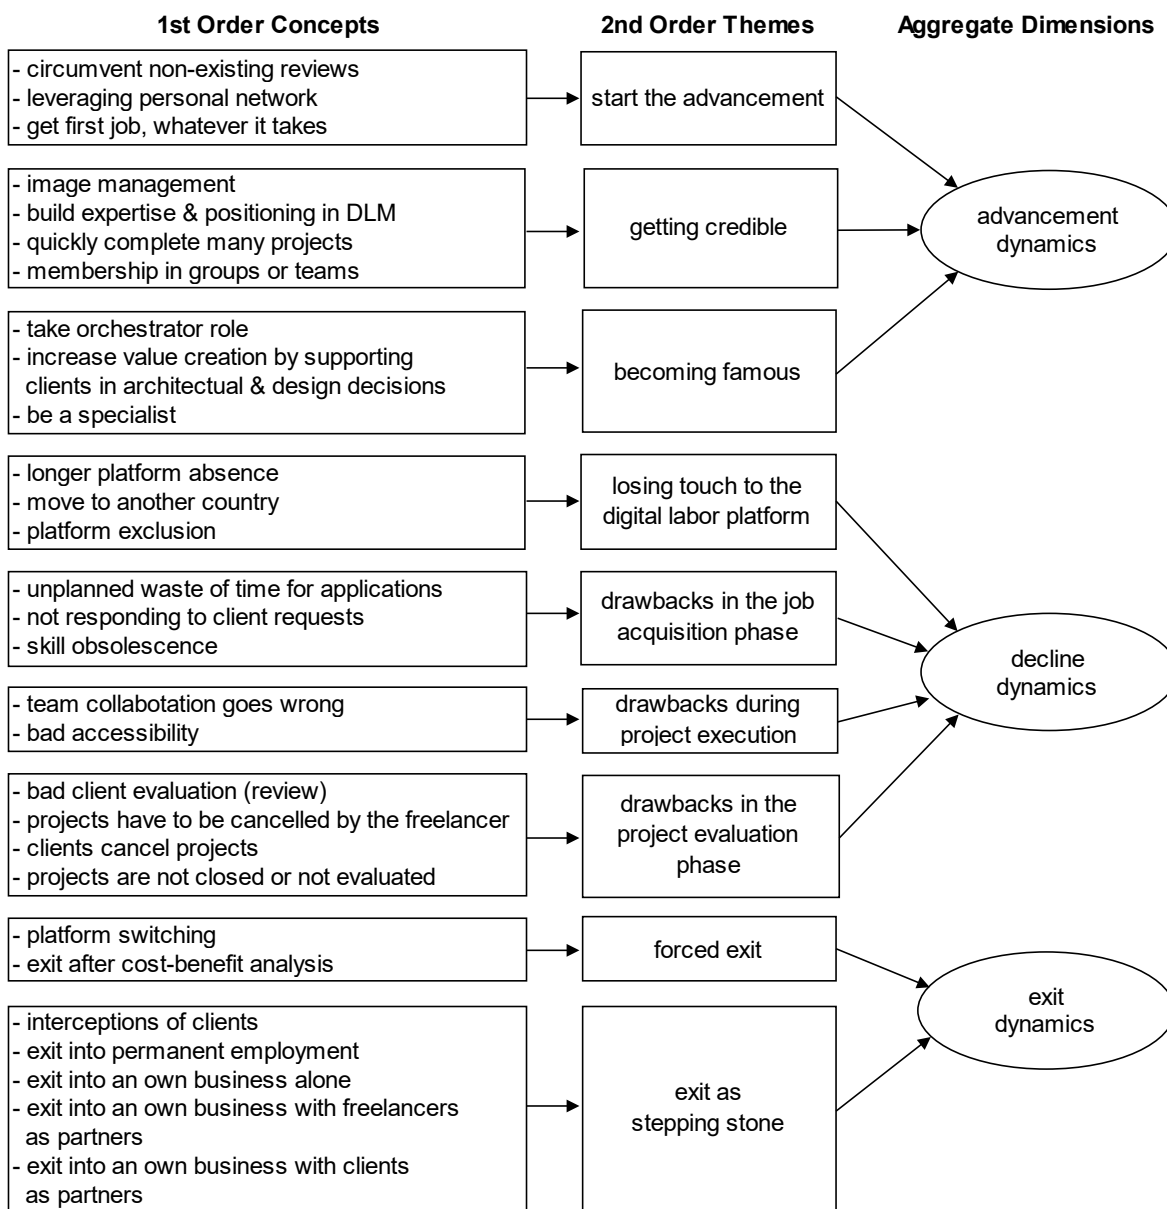 1st Order Concepts
2nd Order Themes
Aggregate Dimensions
- circumvent non-existing reviews
- leveraging personal network
- get first job, whatever it takes
start the advancement
- image management
- build expertise & positioning in DLM
- quickly complete many projects
- membership in groups or teams
getting credible
advancement
dynamics
- take orchestrator role
- increase value creation by supporting
clients in architectual & design decisions
- be a specialist
becoming famous
- longer platform absence
- move to another country
- platform exclusion
losing touch to the
digital labor platform
- unplanned waste of time for applications
- not responding to client requests
- skill obsolescence
drawbacks in the job
acquisition phase
decline
dynamics
- team collabotation goes wrong
- bad accessibility
drawbacks during
project execution
- bad client evaluation (review)
- projects have to be cancelled by the freelancer
- clients cancel projects
- projects are not closed or not evaluated
drawbacks in the
project evaluation
phase
- platform switching
- exit after cost-benefit analysis
forced exit
exit
dynamics
- interceptions of clients
- exit into permanent employment
- exit into an own business alone
- exit into an own business with freelancers
as partners
- exit into an own business with clients
as partners
exit as
stepping stone